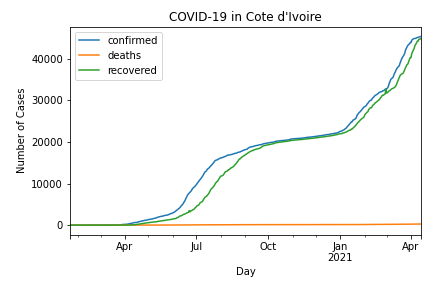 COVID-19 in Cote d'Ivoire
confirmed
deaths
recovered
Number of Cases
40000
30000
20000
10000
0
Apr
Jul
Oct
Jan
2021
Apr
Day